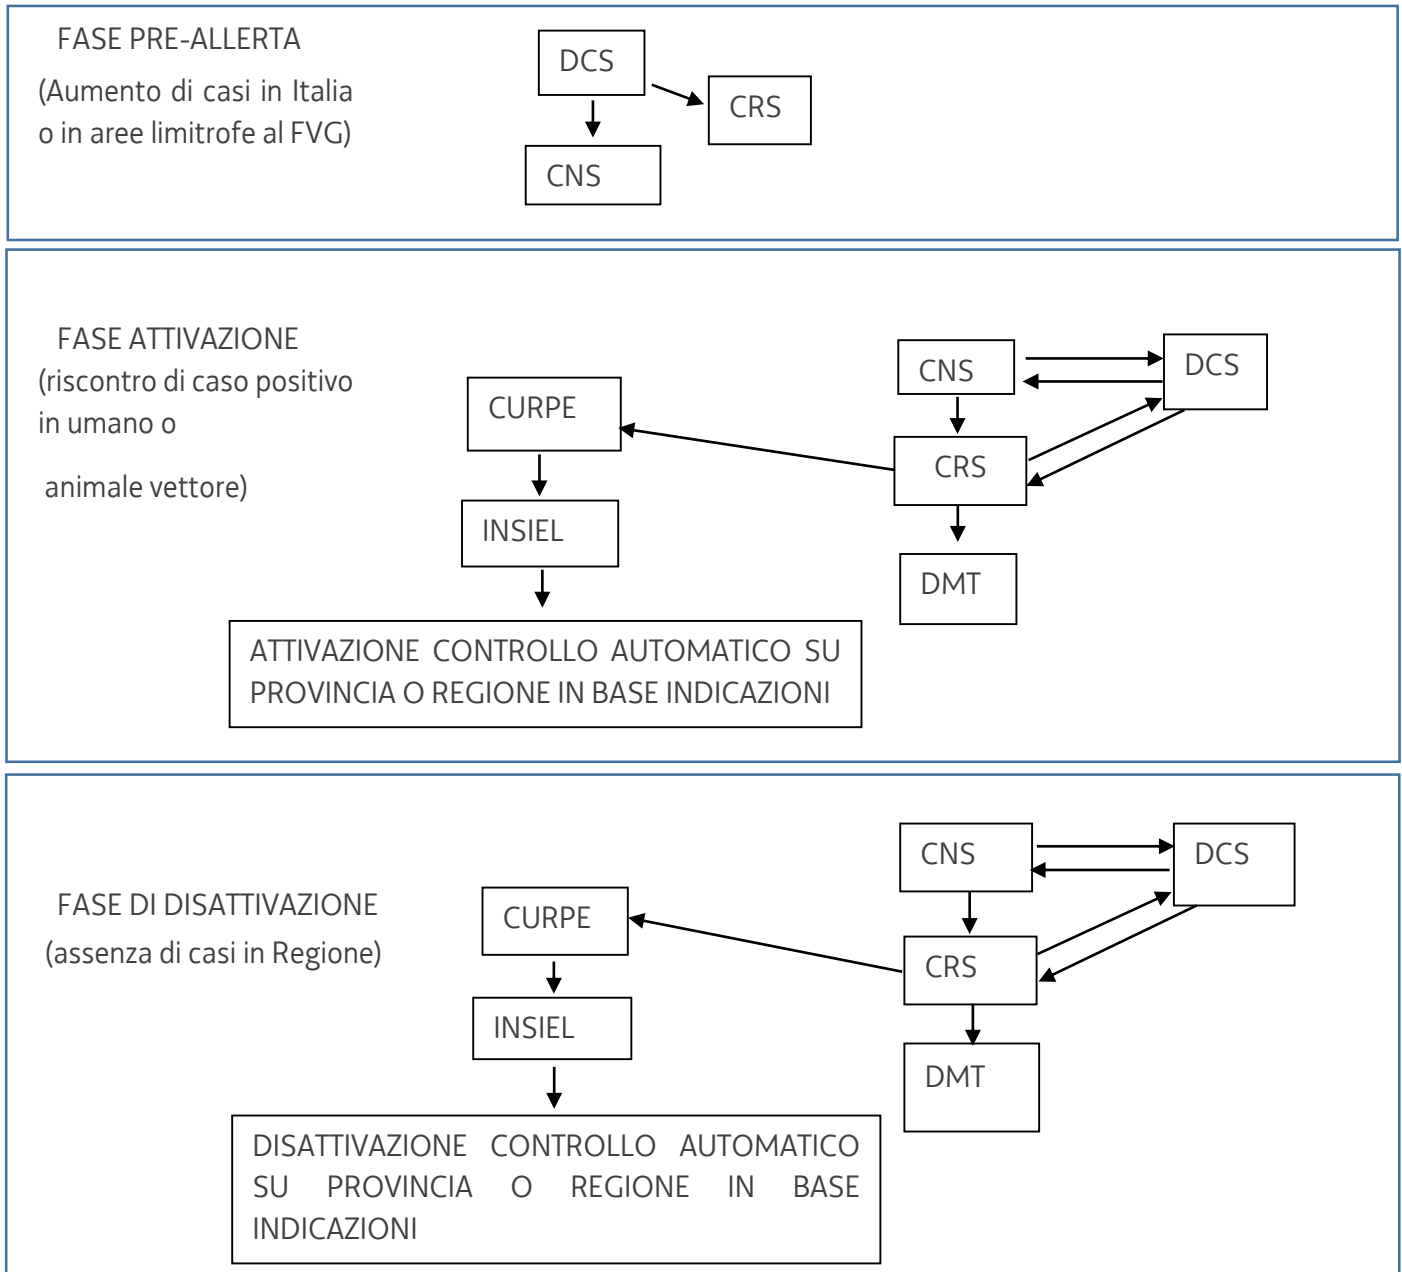 FASE PRE-ALLERTA
(Aumento di casi in Italia
o in aree limitrofe al FVG)
DCS
CRS
CNS
FASE ATTIVAZIONE
(riscontro di caso positivo
in umano o
animale vettore)
CNS
DCS
CURPE
CRS
INSIEL
DMT
ATTIVAZIONE CONTROLLO AUTOMATICO SU
PROVINCIA O REGIONE IN BASE INDICAZIONI
FASE DI DISATTIVAZIONE
(assenza di casi in Regione)
CNS
DCS
CURPE
CRS
INSIEL
DMT
DISATTIVAZIONE CONTROLLO AUTOMATICO
SU PROVINCIA O REGIONE IN BASE
INDICAZIONI